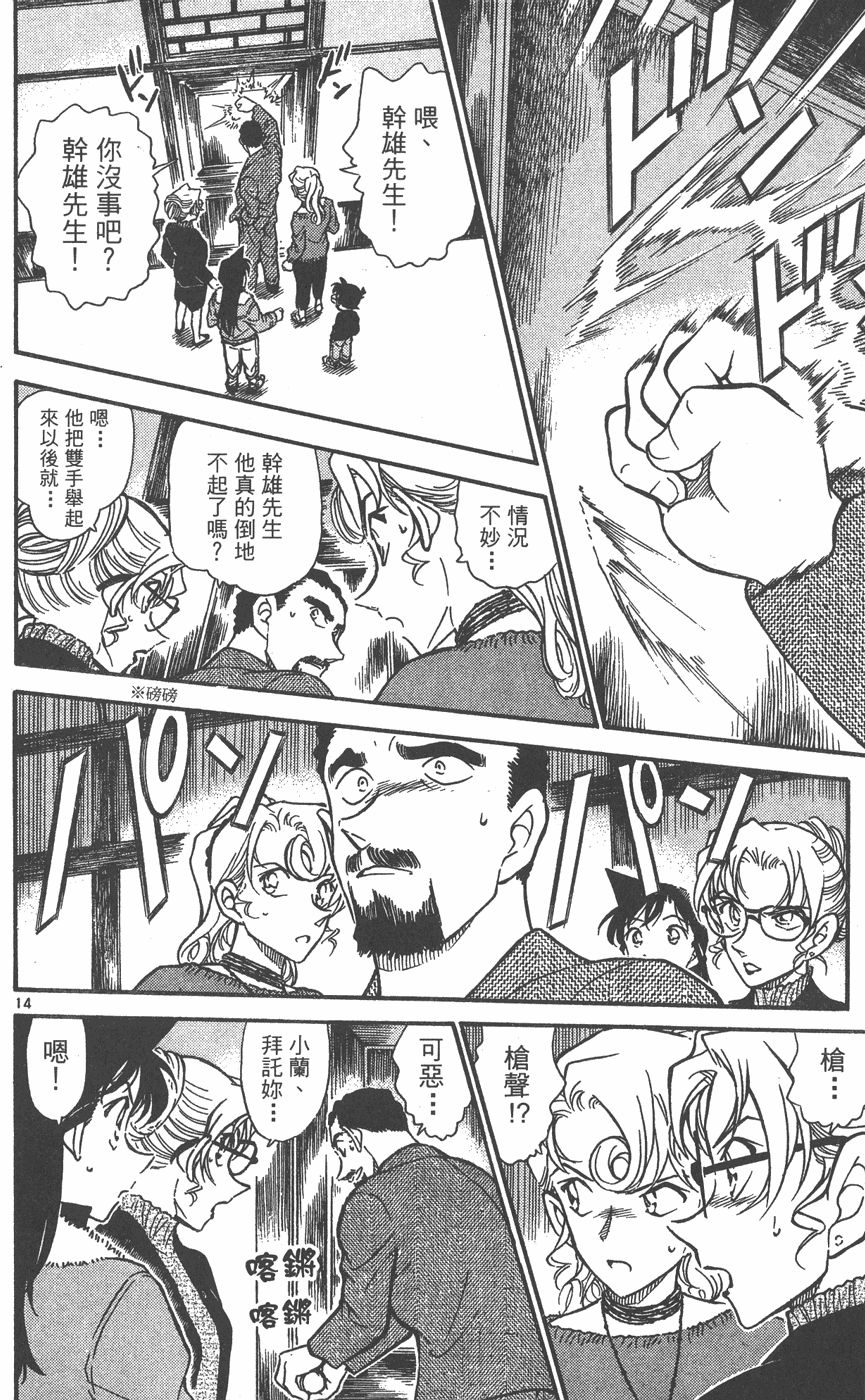 ドン
ドン
喂、
幹雄先生！
ドン
ドン
你沒事吧？
幹雄先生！
情況
不妙…
幹雄先生
他真的倒地
不起了嗎？
嗯…
他把雙手舉起
來以後就…
※磅磅
パン
パン
14
槍…
槍聲!?
可惡…
小蘭、
拜託妳…
喀鏘
喀鏘
嗯！